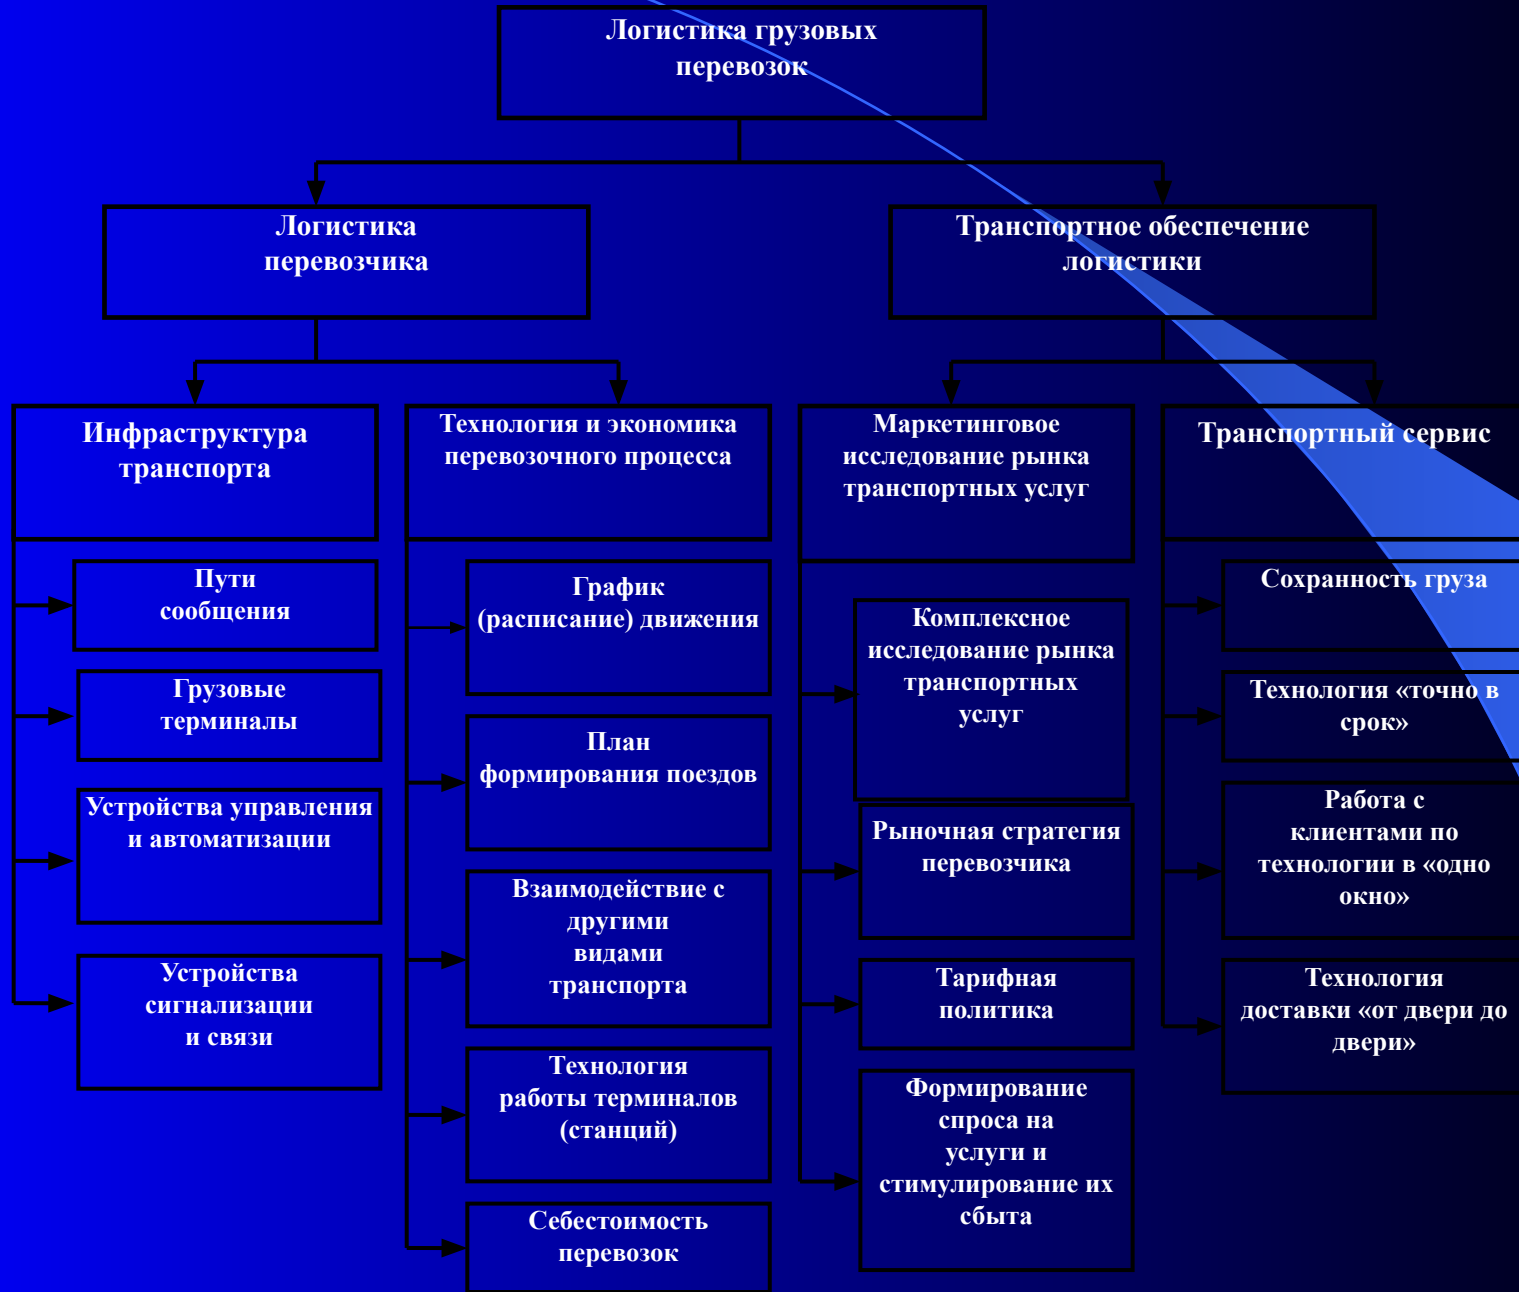 Логистика грузовых
перевозок
Логистика
перевозчика
Транспортное обеспечение
логистики
Инфраструктура
транспорта
Технология и экономика
перевозочного процесса
Маркетинговое
исследование рынка
транспортных услуг
Транспортный сервис
Пути
сообщения
Грузовые
терминалы
Устройства управления
и автоматизации
Устройства
сигнализации
и связи
График
(расписание) движения
План
формирования поездов
Взаимодействие с
другими
видами
транспорта
Технология
работы терминалов
(станций)
Себестоимость
перевозок
Комплексное
исследование рынка
транспортных
услуг
Рыночная стратегия
перевозчика
Тарифная
политика
Формирование
спроса на
услуги и
стимулирование их
сбыта
Сохранность груза
Технология «точно в
срок»
Работа с
клиентами по
технологии в «одно
окно»
Технология
доставки «от двери до
двери»